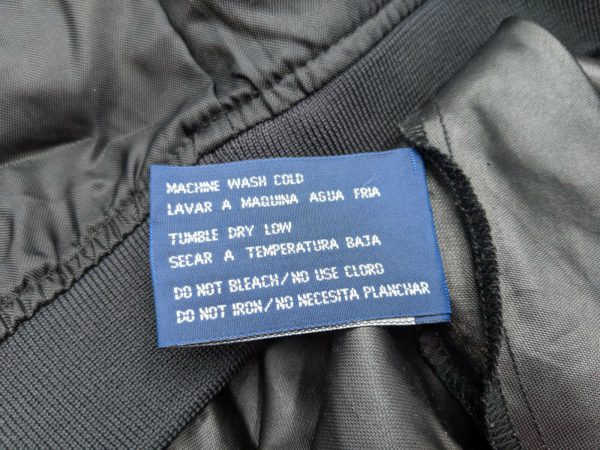 MACHINE WASH COLD
LAVAR A MAQUINA AGUA FRIA
TUMBLE DRY LOW
SECAR A TEMPERATURA BAJA
DO NOT BLEACH/NO USE CLORO
DO NOT IRON/NO NECESITA PLANCHAR